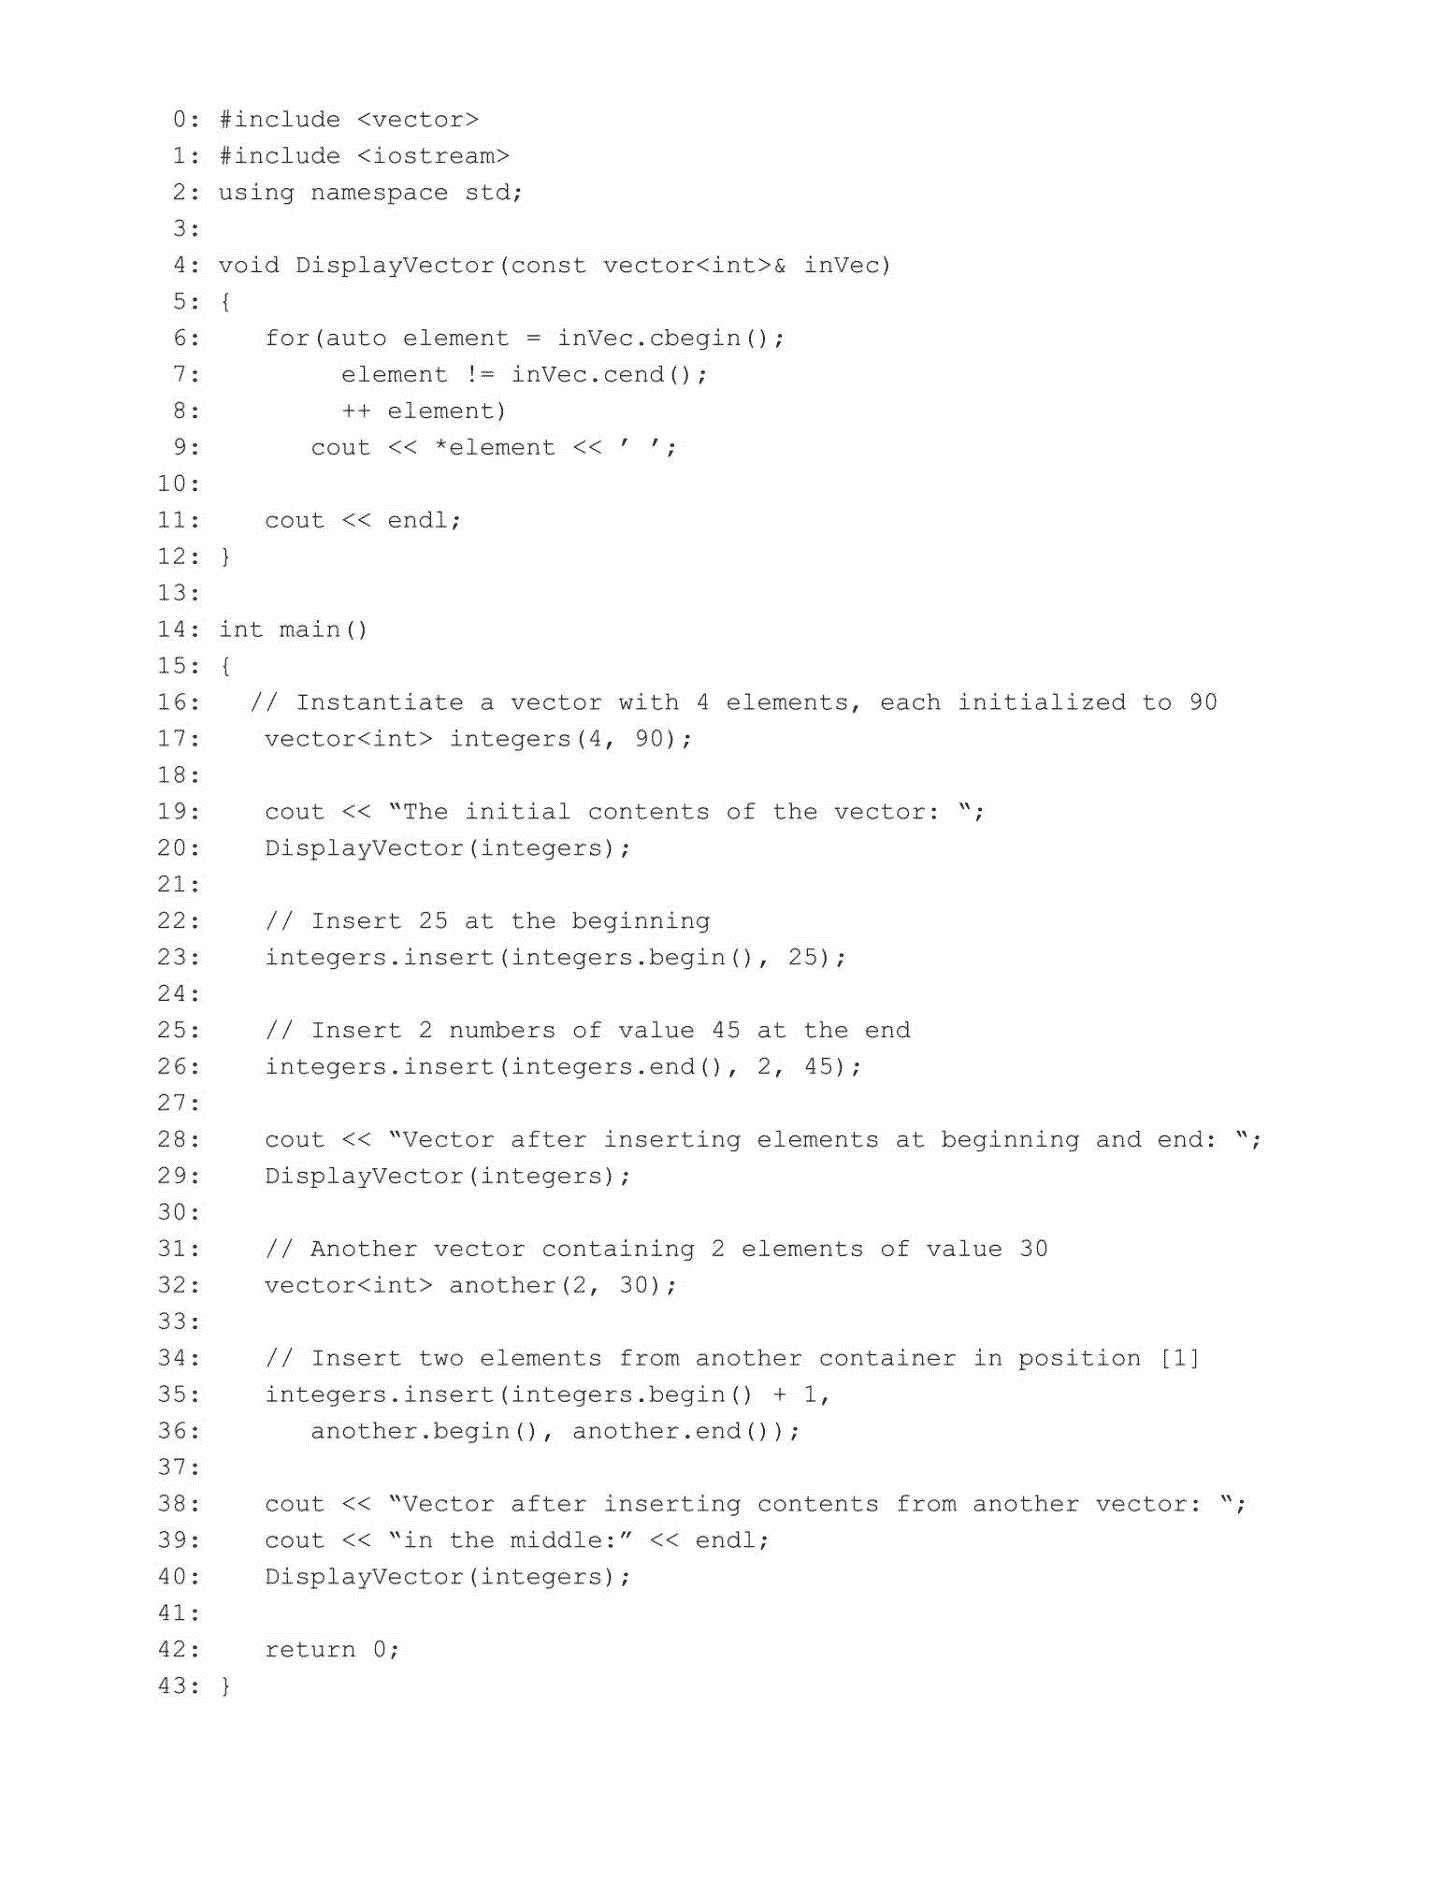 0: #include <vector>
1: #include <iostream>
2: using namespace std;
3:
4: void DisplayVector(const vector<int>& inVec)
5: {
6:    for(auto element = inVec.cbegin();
7:         element != inVec.cend();
8:         ++ element)
9:       cout << *element << ’ ’;
10:
11:    cout << endl;
12: }
13:
14: int main()
15: {
16:   // Instantiate a vector with 4 elements, each initialized to 90
17:    vector<int> integers(4, 90);
18:
19:    cout << “The initial contents of the vector: “;
20:    DisplayVector(integers);
21:
22:    // Insert 25 at the beginning
23:    integers.insert(integers.begin(), 25);
24:
25:    // Insert 2 numbers of value 45 at the end
26:    integers.insert(integers.end(), 2, 45);
27:
28:    cout << “Vector after inserting elements at beginning and end: “;
29:    DisplayVector(integers);
30:
31:    // Another vector containing 2 elements of value 30
32:    vector<int> another(2, 30);
33:
34:    // Insert two elements from another container in position [1]
35:    integers.insert(integers.begin() + 1,
36:       another.begin(), another.end());
37:
38:    cout << “Vector after inserting contents from another vector: “;
39:    cout << “in the middle:” << endl;
40:    DisplayVector(integers);
41:
42:    return 0;
43: }